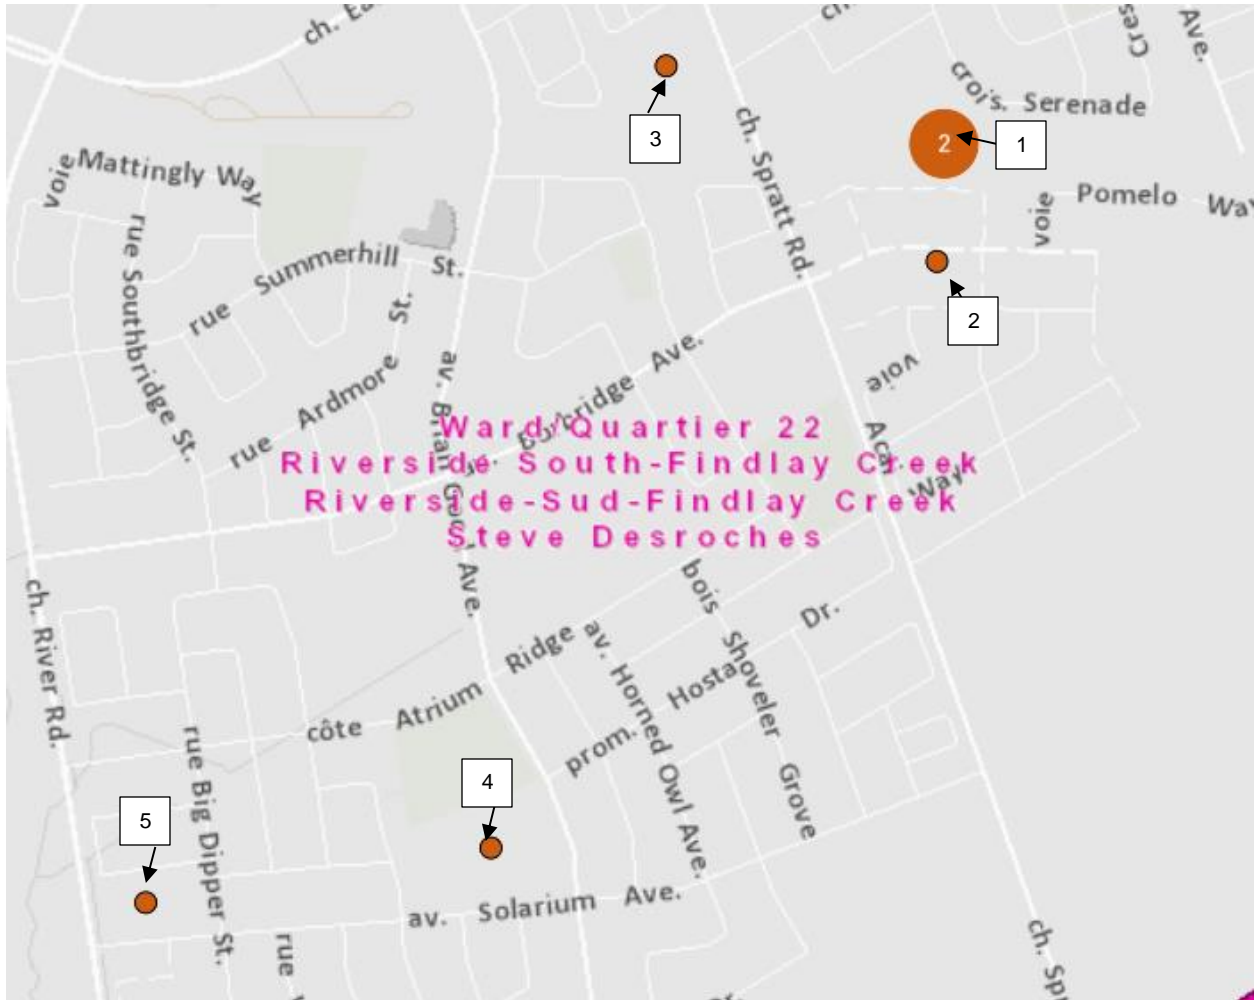 ch.
crois. Serenade
Cres
Ave.
3
ch. Spratt Rd.
2
1
voie Mattingly Way
voie Pomelo Way
rue Southbridge St.
rue Summerhill St.
2
rue Ardmore St.
av. Brian Good Ave.
Borbridge Ave.
voie Acai Way
Ward/Quartier 22
Riverside South-Findlay Creek
Riverside-Sud-Findlay Creek
Steve Desroches
ch. River Rd.
côte Atrium Ridge
bois Shoveler Grove
av. Horned Owl Ave.
prom. Hosta Dr.
rue Big Dipper St.
4
5
av. Solarium Ave.
rue
ch.